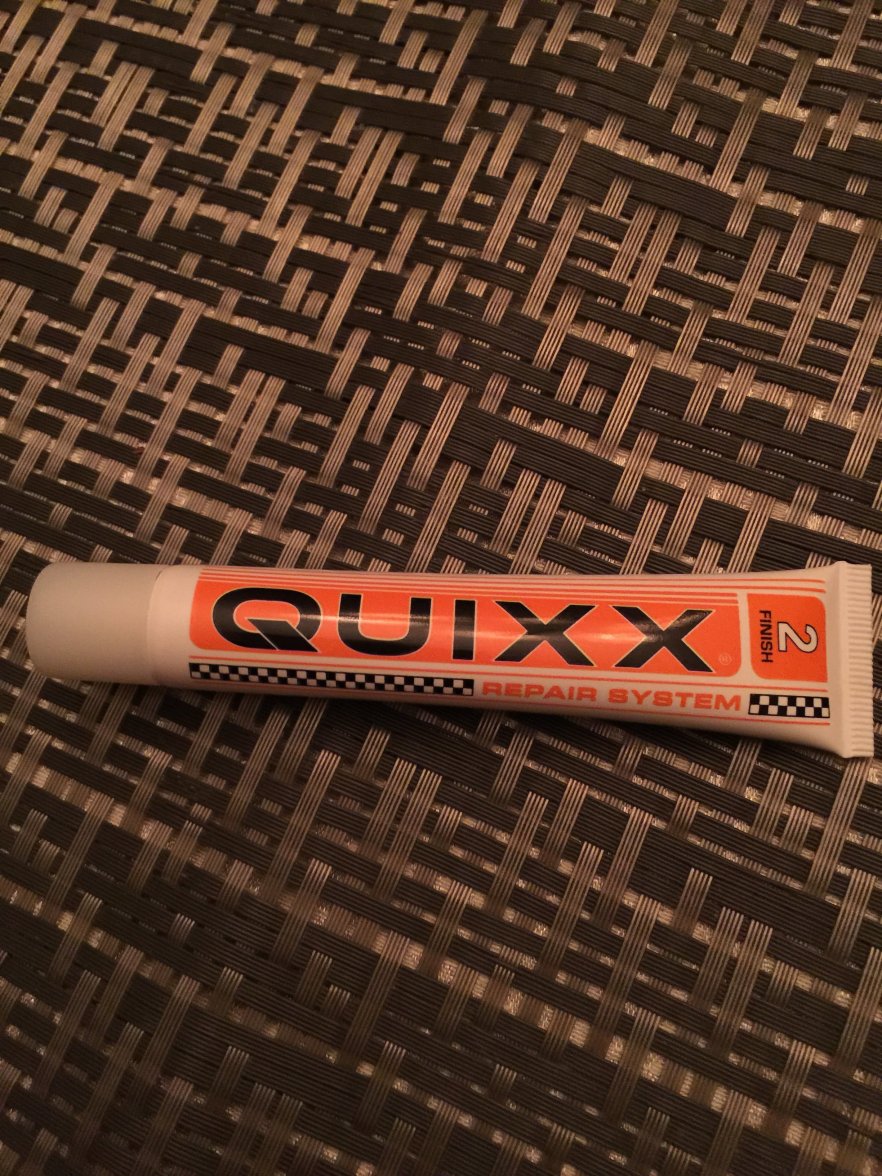 QUIXX®
REPAIR SYSTEM
2
FINISH